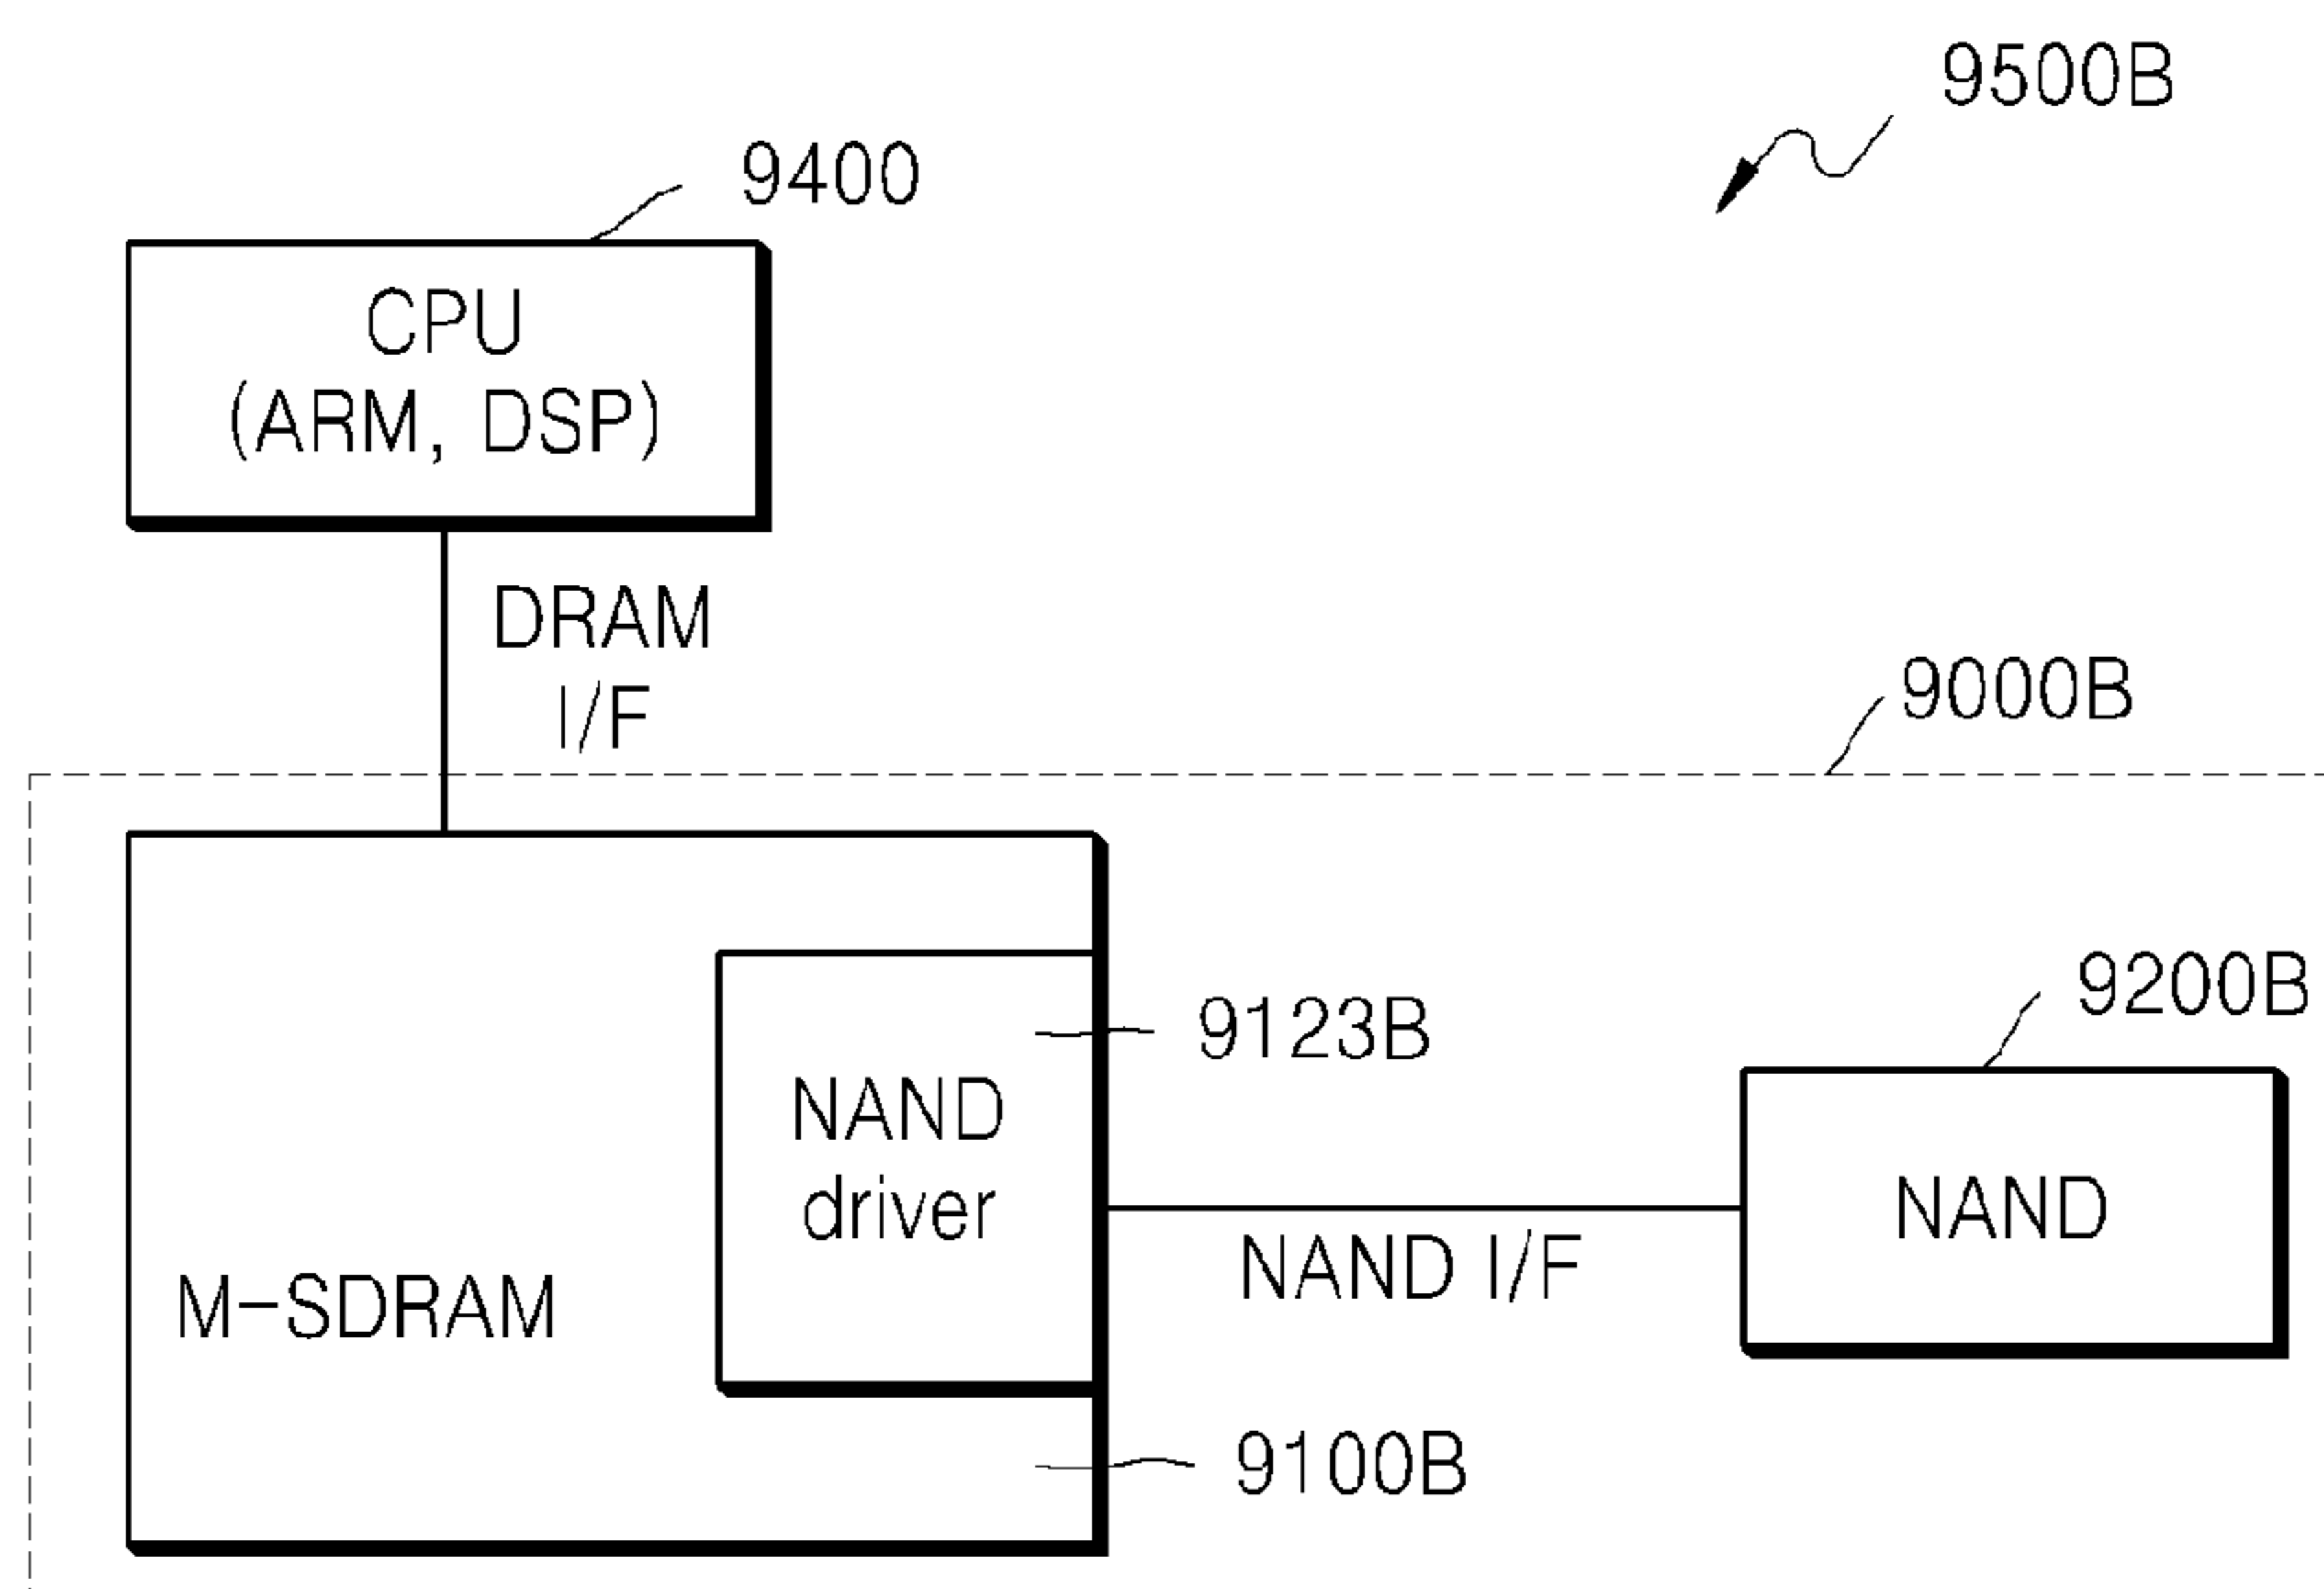 9500B
9400
CPU
(ARM, DSP)
DRAM
I/F
9000B
9200B
9123B
NAND
driver
NAND
NAND I/F
M-SDRAM
9100B